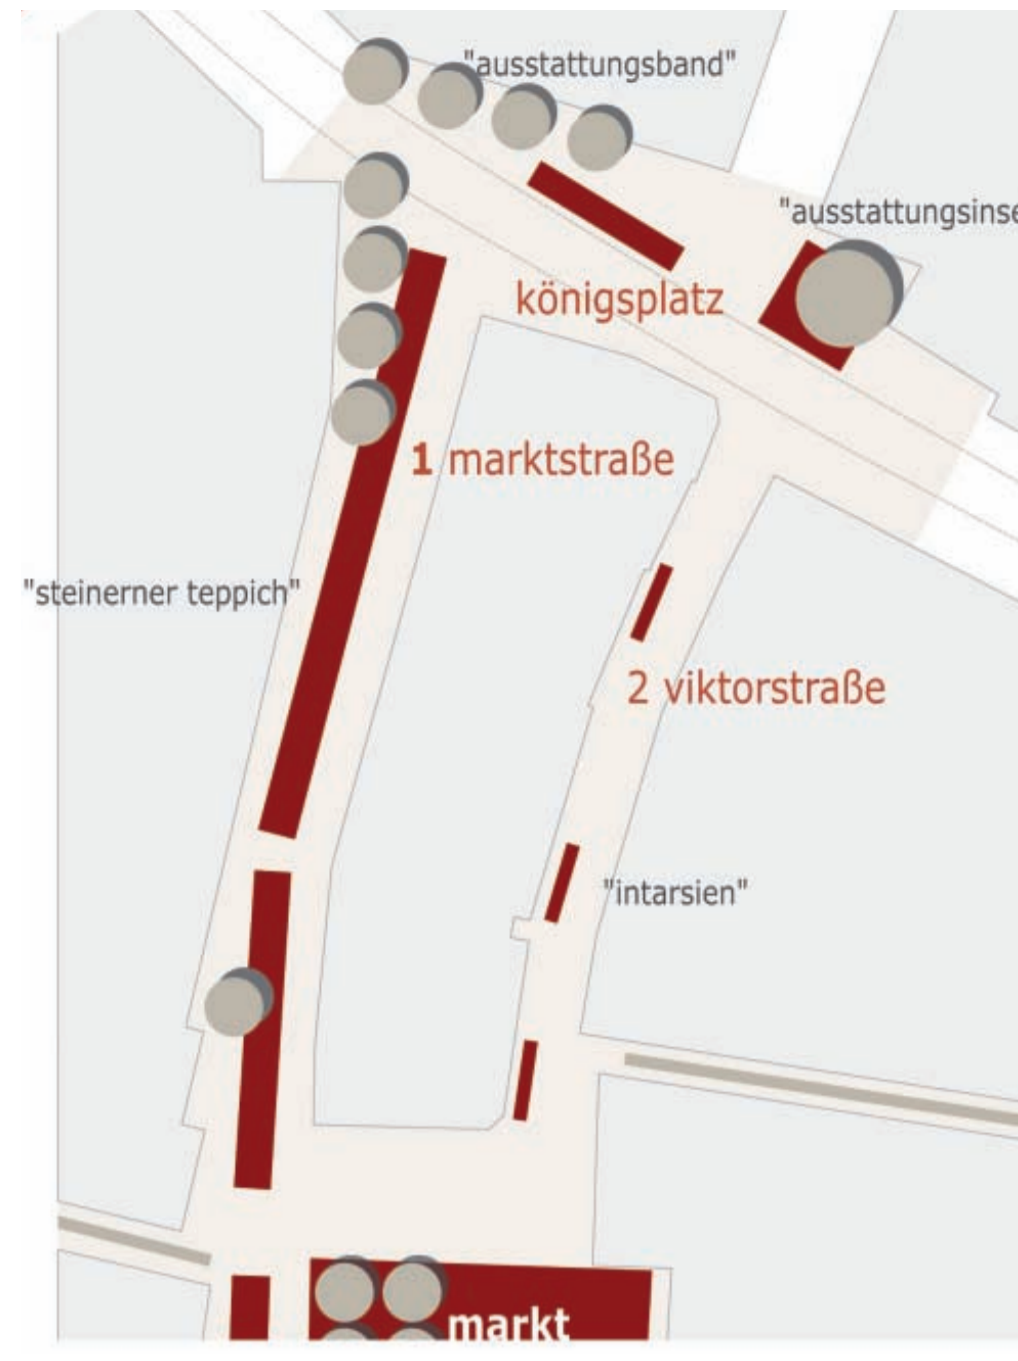 "ausstattungsband"
"ausstattungsinse
königsplatz
1 marktstraße
"steinerner teppich"
2 viktorstraße
"intarsien"
markt